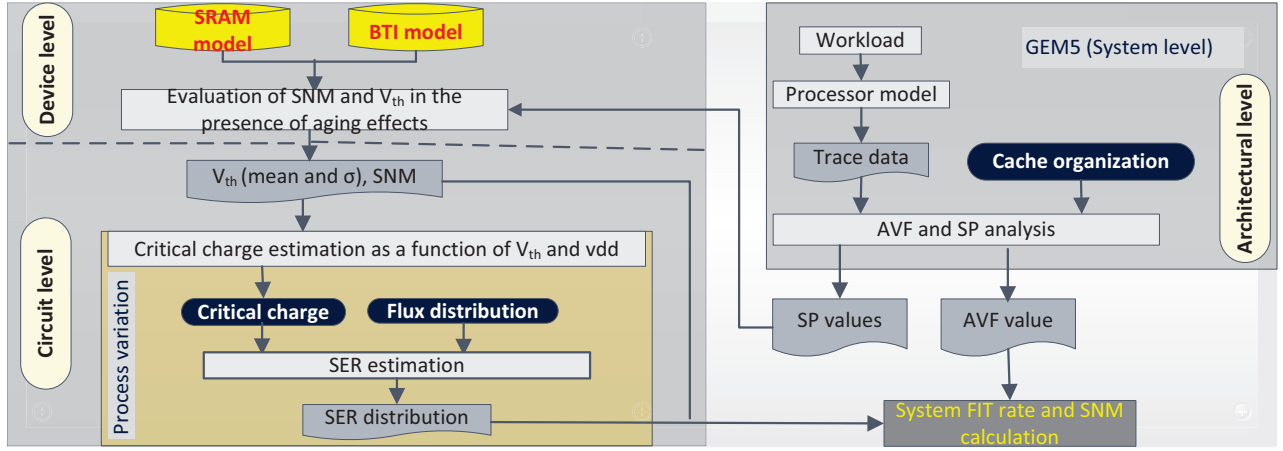 Device level
SRAM
model
BTI model
Evaluation of SNM and Vth in the
presence of aging effects
Vth (mean and σ), SNM
Circuit level
Process variation
Critical charge estimation as a function of Vth and vdd
Critical charge
Flux distribution
SER estimation
SER distribution
GEM5 (System level)
Architectural level
Workload
Processor model
Trace data
Cache organization
AVF and SP analysis
SP values
AVF value
System FIT rate and SNM
calculation